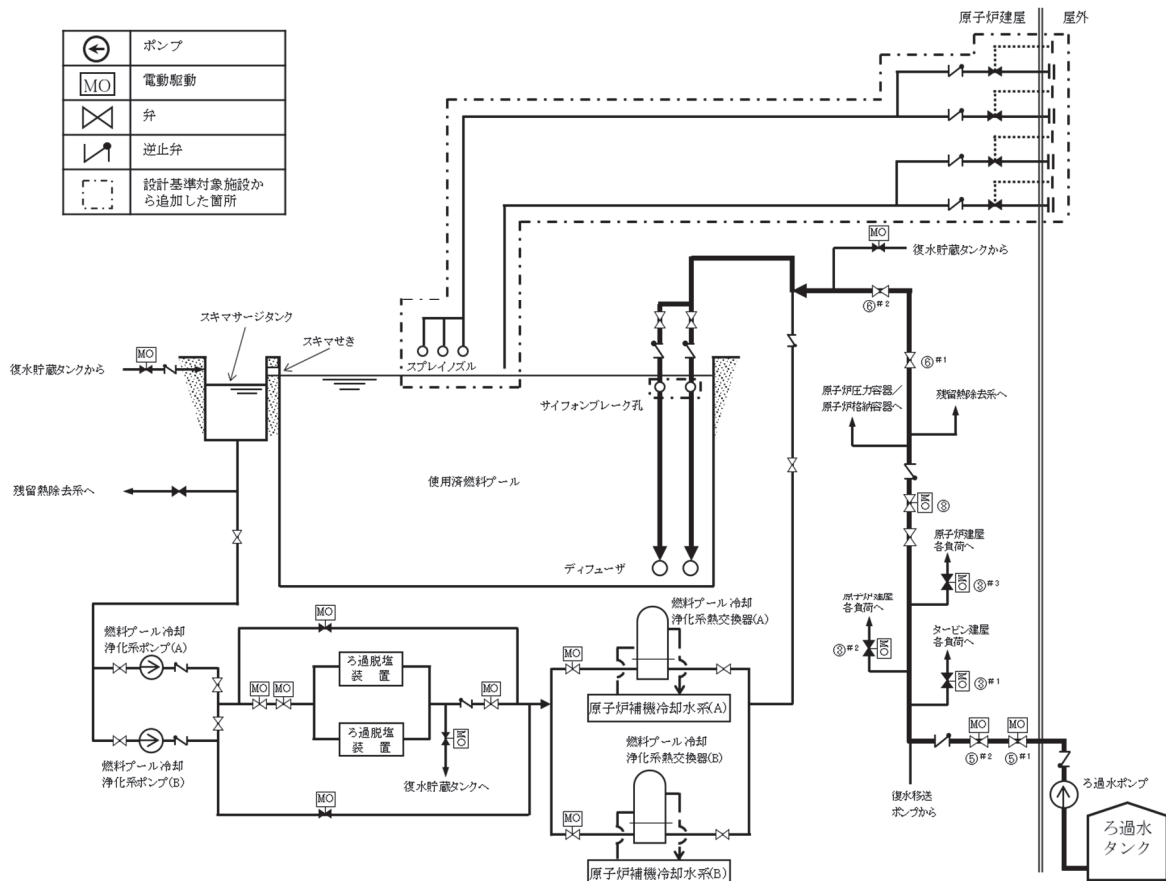 ポンプ
MO
電動駆動
弁
逆止弁
設計基準対象施設か
ら追加した箇所
原子炉建屋
屋外
MO
復水貯蔵タンクから
⑥#2
⑥#1
スキマサージタンク
スキマせき
MO
復水貯蔵タンクから
スプレイノズル
サイフォンブレーク孔
原子炉圧力容器/
原子炉格納容器へ
残留熱除去系へ
残留熱除去系へ
使用済燃料プール
MO
⑧
ディフューザ
原子炉建屋
各負荷へ
MO
③#3
原子炉建屋
各負荷へ
MO
③#2
タービン建屋
各負荷へ
MO
③#1
燃料プール冷却
浄化系ポンプ(A)
MO
MO
MO
ろ過脱塩
装 置
MO
ろ過脱塩
装 置
MO
復水貯蔵タンクへ
MO
燃料プール冷却
浄化系ポンプ(B)
燃料プール冷却
浄化系熱交換器(A)
MO
原子炉補機冷却水系(A)
燃料プール冷却
浄化系熱交換器(B)
MO
原子炉補機冷却水系(B)
MO
MO
⑤#2
⑤#1
復水移送
ポンプから
ろ過水ポンプ
ろ過水
タンク